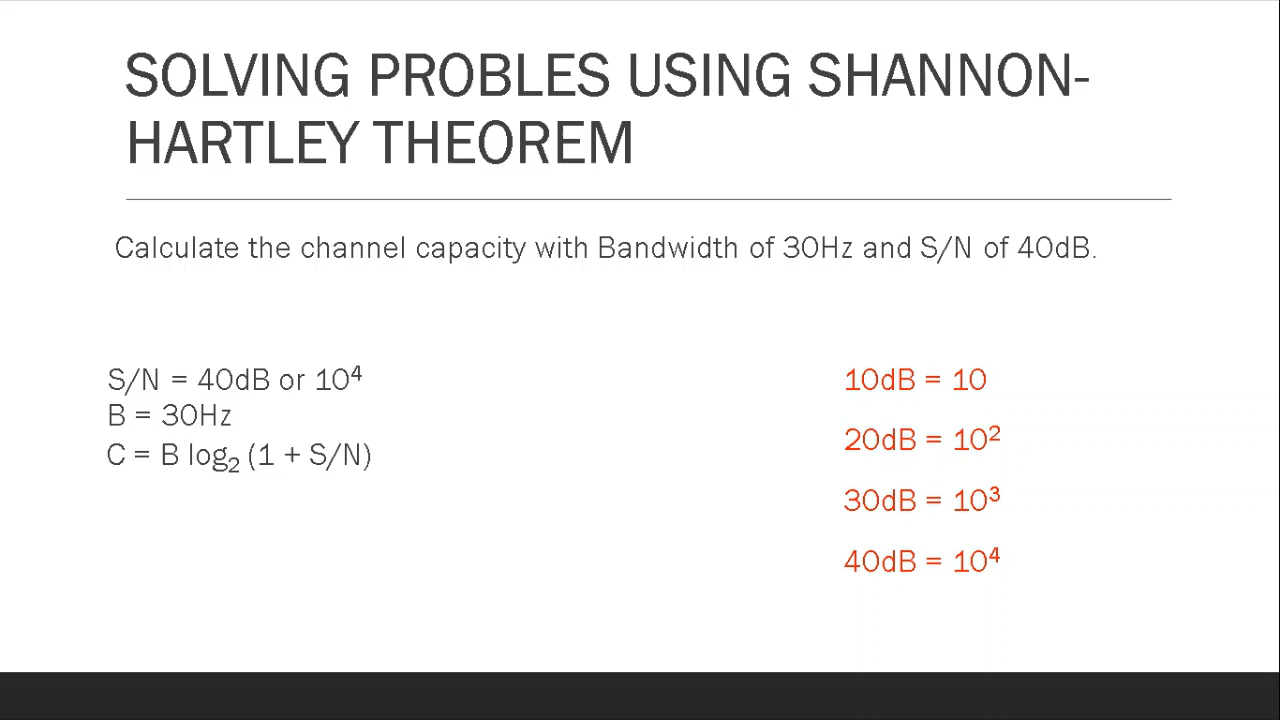 SOLVING PROBLES USING SHANNON-
HARTLEY THEOREM
Calculate the channel capacity with Bandwidth of 30Hz and S/N of 40dB.
S/N = 40dB or 10⁴
B = 30Hz
C = B log₂ (1 + S/N)
10dB = 10
20dB = 10²
30dB = 10³
40dB = 10⁴